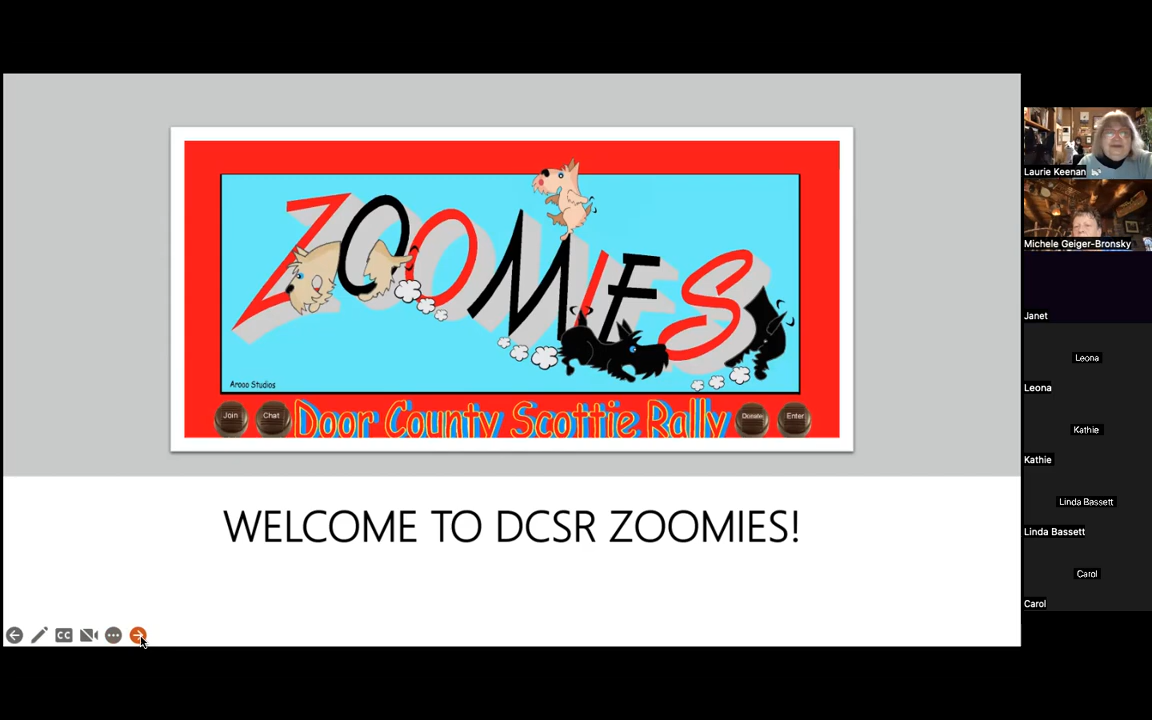 ZOOMIES
Arooo Studios
Join
Chat
Door County Scottie Rally
Donate
Enter
WELCOME TO DCSR ZOOMIES!
CC
Laurie Keenan
Michele Geiger-Bronsky
Janet
Leona
Leona
Kathie
Kathie
Linda Bassett
Linda Bassett
Carol
Carol